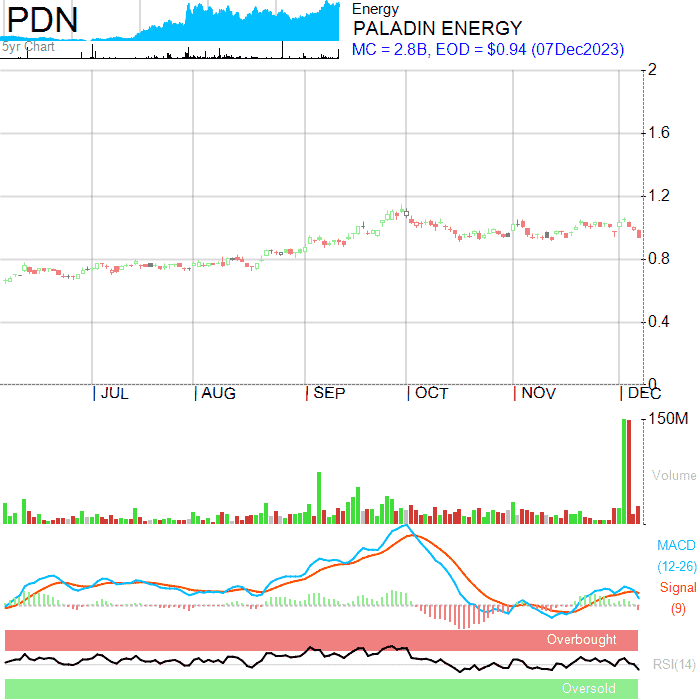 PDN
5yr Chart
Energy
PALADIN ENERGY
MC = 2.8B, EOD = $0.94 (07Dec2023)
2
1.6
1.2
0.8
0.4
0
JUL AUG SEP OCT NOV DEC
150M
Volume
MACD
(12-26)
Signal
(9)
Overbought
RSI(14)
Oversold